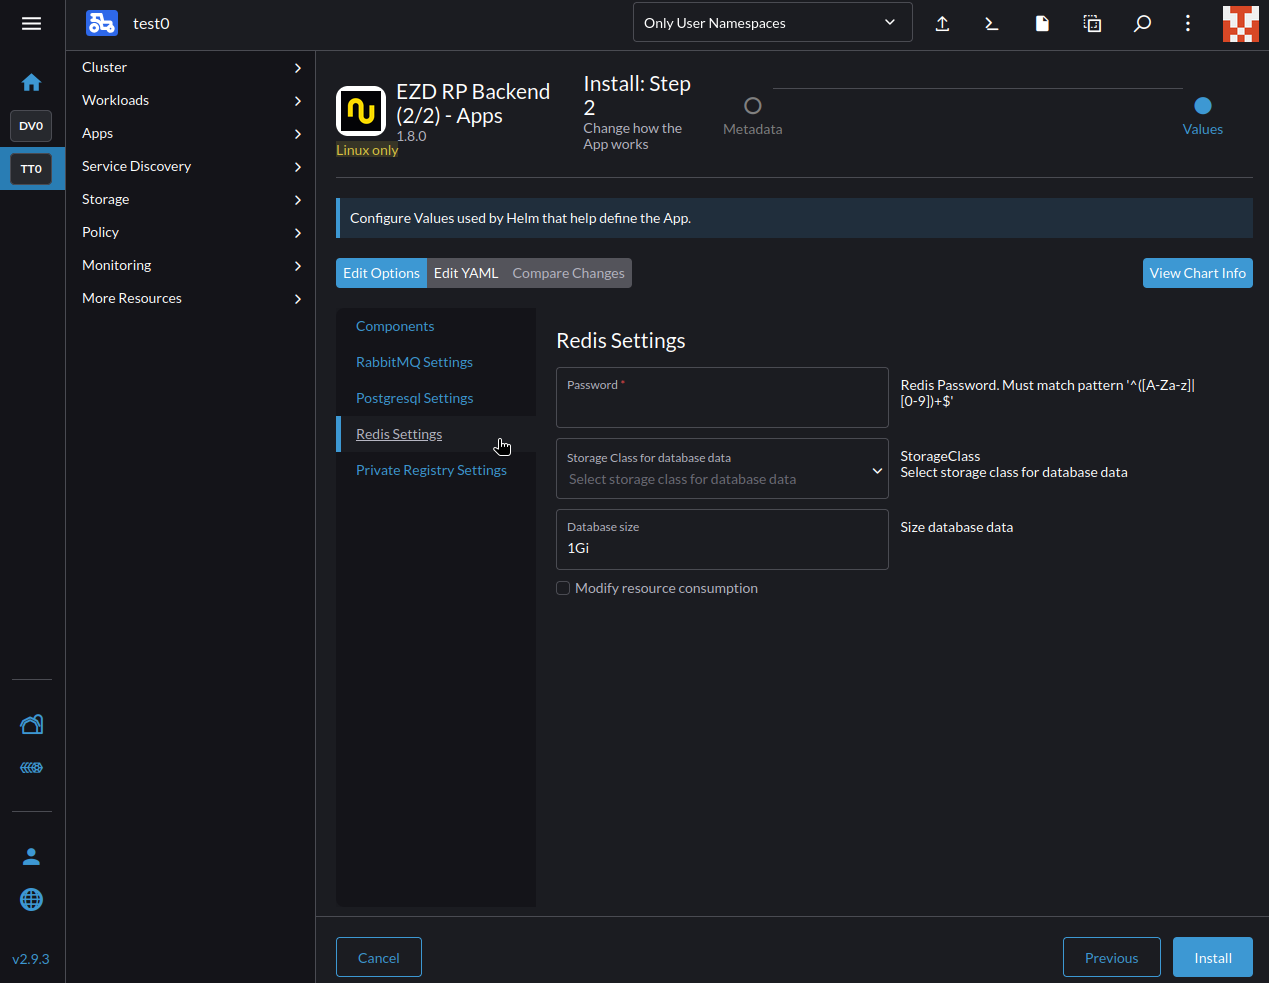 test0
Only User Namespaces
DV0
TT0
Cluster
Workloads
Apps
Service Discovery
Storage
Policy
Monitoring
More Resources
v2.9.3
EZD RP Backend
(2/2) - Apps
1.8.0
Linux only
Install: Step
2
Change how the
App works
Metadata
Values
Configure Values used by Helm that help define the App.
Edit Options
Edit YAML
Compare Changes
View Chart Info
Components
RabbitMQ Settings
Postgresql Settings
Redis Settings
Private Registry Settings
Redis Settings
Password *
Redis Password. Must match pattern '^([A-Za-z]|
[0-9])+$'
Storage Class for database data
Select storage class for database data
StorageClass
Select storage class for database data
Database size
1Gi
Size database data
Modify resource consumption
Cancel
Previous
Install